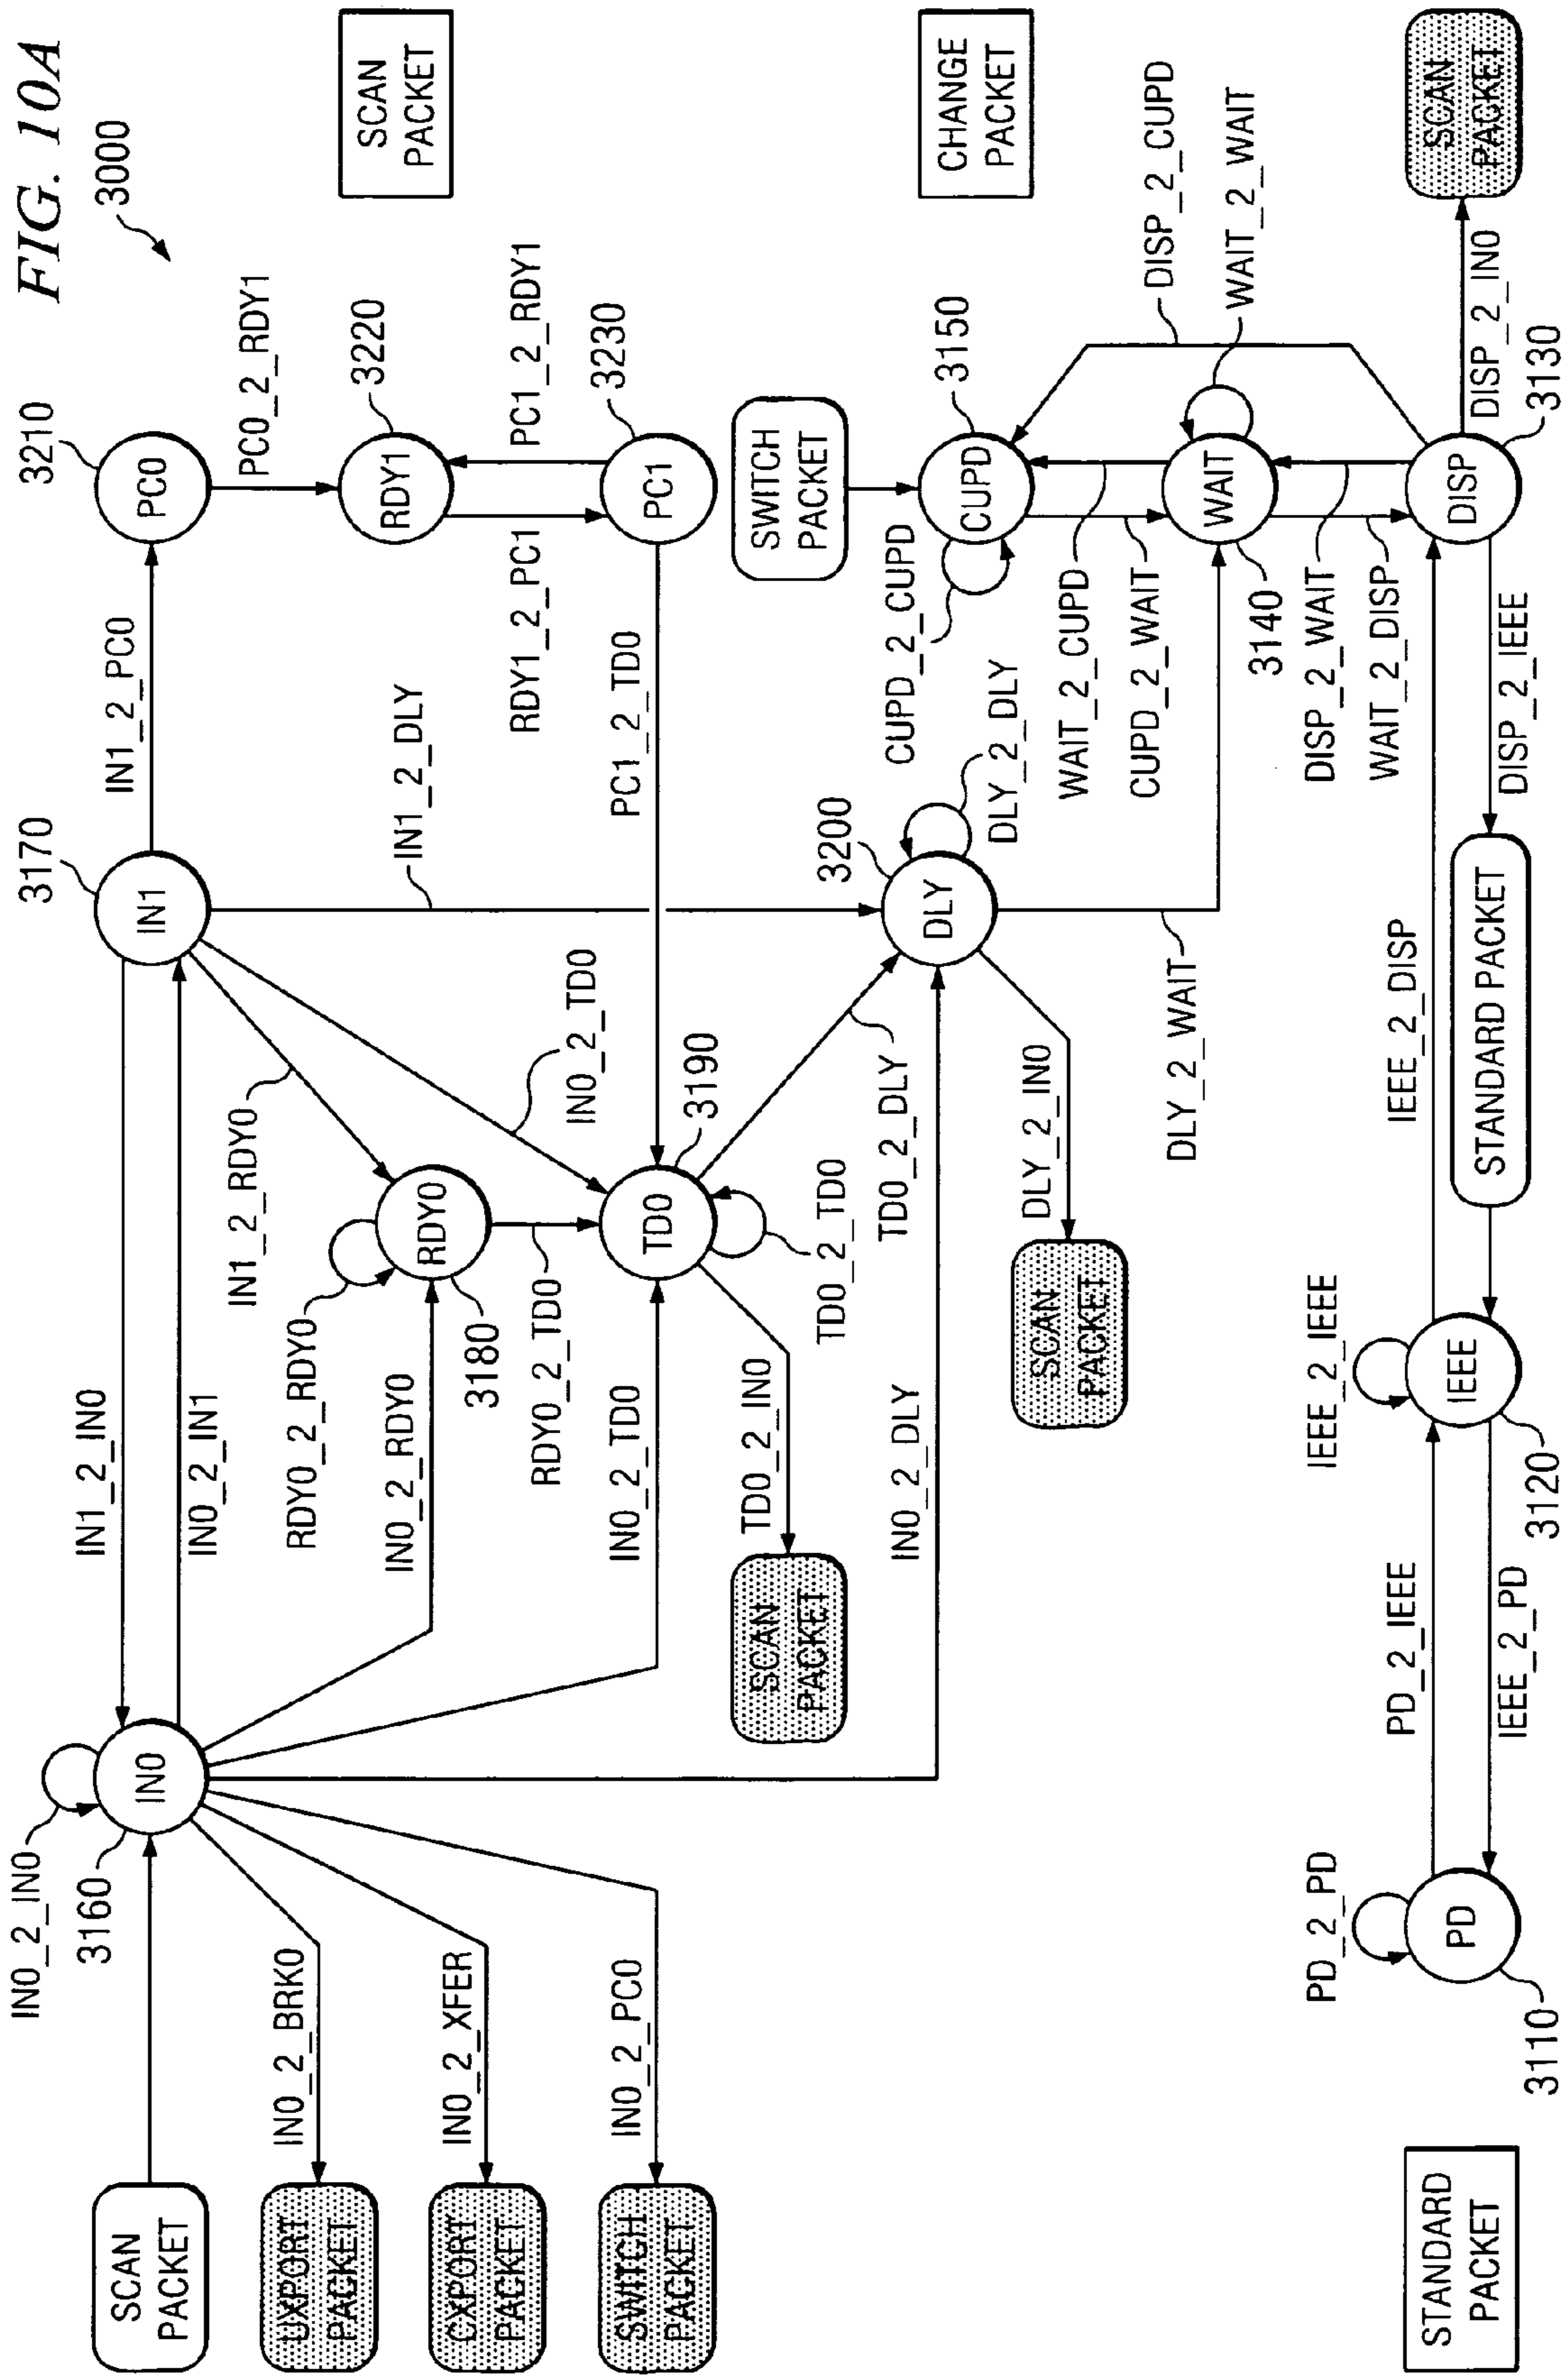 FIG. 10A
3000
SCAN
PACKET
IN0_2_IN0
3160
IN0
IN1_2_IN0
IN0_2_IN1
3170
IN1
IN1_2_PC0
3210
PC0
PC0_2_RDY1
SCAN
PACKET
UXPORT
PACKET
IN0_2_BRK0
CXPORT
PACKET
IN0_2_XFER
SWITCH
PACKET
IN0_2_PC0
RDY0_2_RDY0
IN1_2_RDY0
IN0_2_RDY0
RDY0
3180
RDY0_2_TD0
IN0_2_TD0
IN1_2_DLY
3220
RDY1
RDY1_2_PC1
PC1_2_RDY1
3230
PC1
PC1_2_TD0
IN0_2_TD0
TD0
3190
TD0_2_IN0
SCAN
PACKET
TD0_2_TD0
TD0_2_DLY
IN0_2_DLY
3200
DLY
DLY_2_DLY
DLY_2_IN0
SCAN
PACKET
DLY_2_WAIT
SWITCH
PACKET
CUPD_2_CUPD
CUPD
3150
CHANGE
PACKET
WAIT_2_CUPD
CUPD_2_WAIT
DISP_2_CUPD
WAIT_2_WAIT
WAIT
3140
DISP_2_WAIT
WAIT_2_DISP
STANDARD
PACKET
3110
PD
PD_2_PD
PD_2_IEEE
IEEE_2_PD
IEEE_2_IEEE
IEEE
3120
IEEE_2_DISP
STANDARD PACKET
DISP_2_IEEE
DISP
3130
DISP_2_IN0
SCAN
PACKET